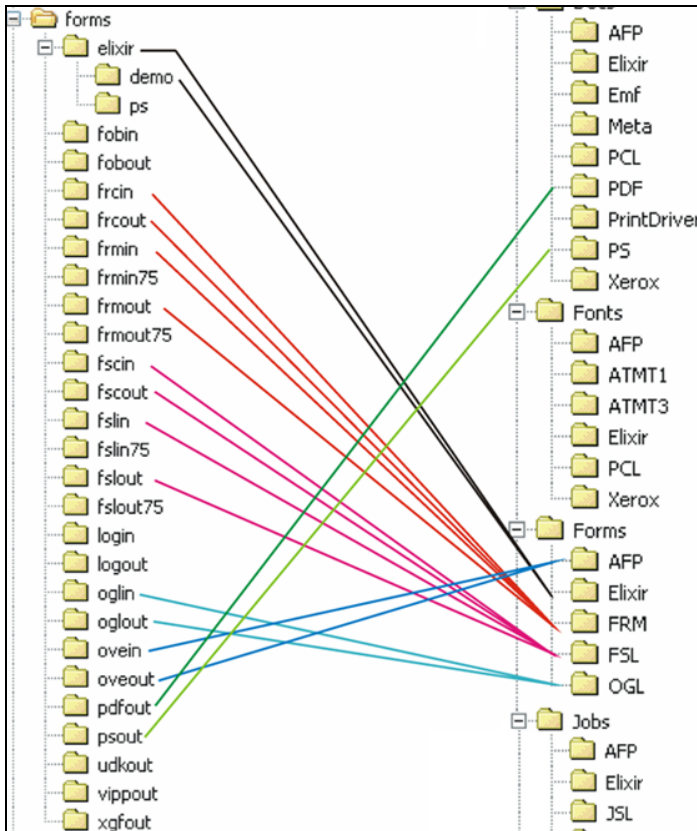 forms
elixir
demo
ps
fobin
fobout
frcin
frcout
frmin
frmin75
frmout
frmout75
fscin
fscout
fslin
fslin75
fslout
fslout75
login
logout
oglin
oglout
ovein
oveout
pdfout
psout
udkout
vippout
xgfout
AFP
Elixir
Emf
Meta
PCL
PDF
PrintDriver
PS
Xerox
Fonts
AFP
ATMT1
ATMT3
Elixir
PCL
Xerox
Forms
AFP
Elixir
FRM
FSL
OGL
Jobs
AFP
Elixir
JSL